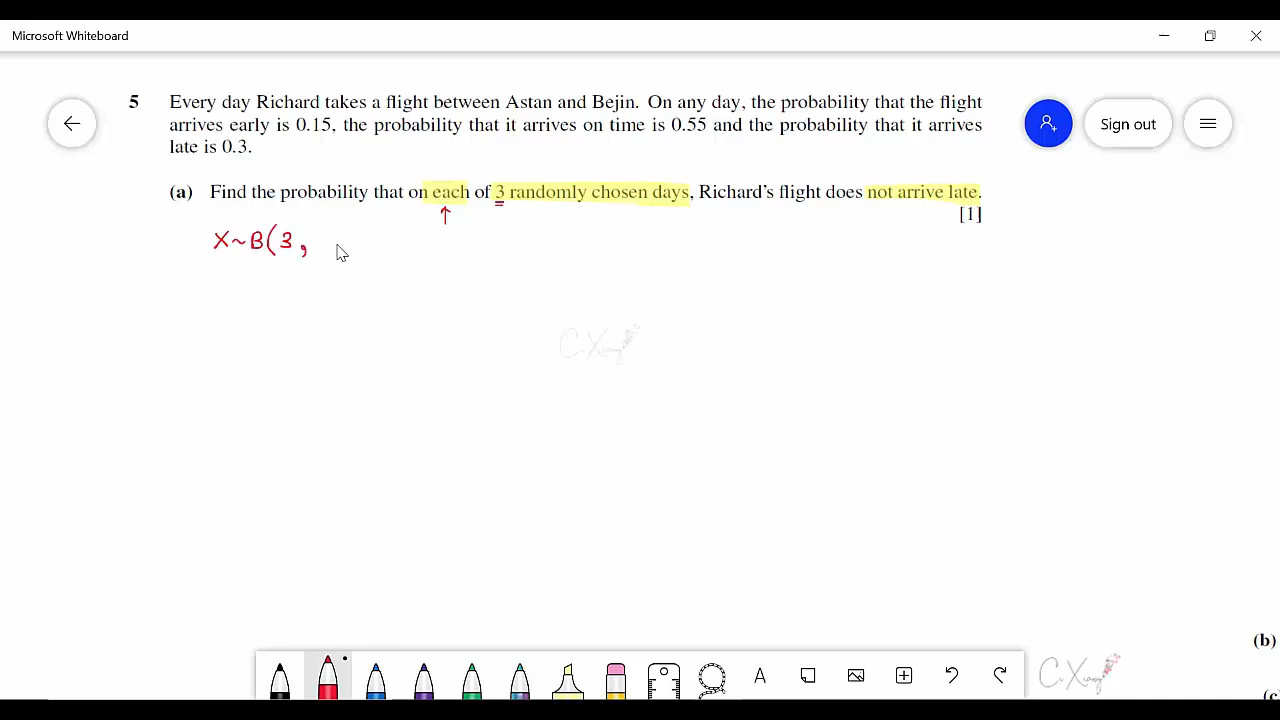 Microsoft Whiteboard
5 Every day Richard takes a flight between Astan and Bejin. On any day, the probability that the flight
arrives early is 0.15, the probability that it arrives on time is 0.55 and the probability that it arrives
late is 0.3.
Sign out
(a) Find the probability that on each of 3 randomly chosen days, Richard's flight does not arrive late.
[1]
X~B(3,
C.Xiang
(b)
A
C.Xiang
(c